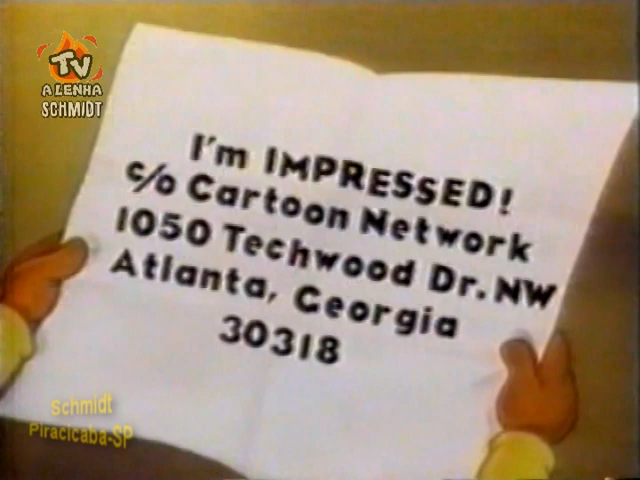 TV
A LENHA
SCHMIDT
I'm IMPRESSED!
c/o Cartoon Network
1050 Techwood Dr. NW
Atlanta, Georgia
30318
Schmidt
Piracicaba-SP